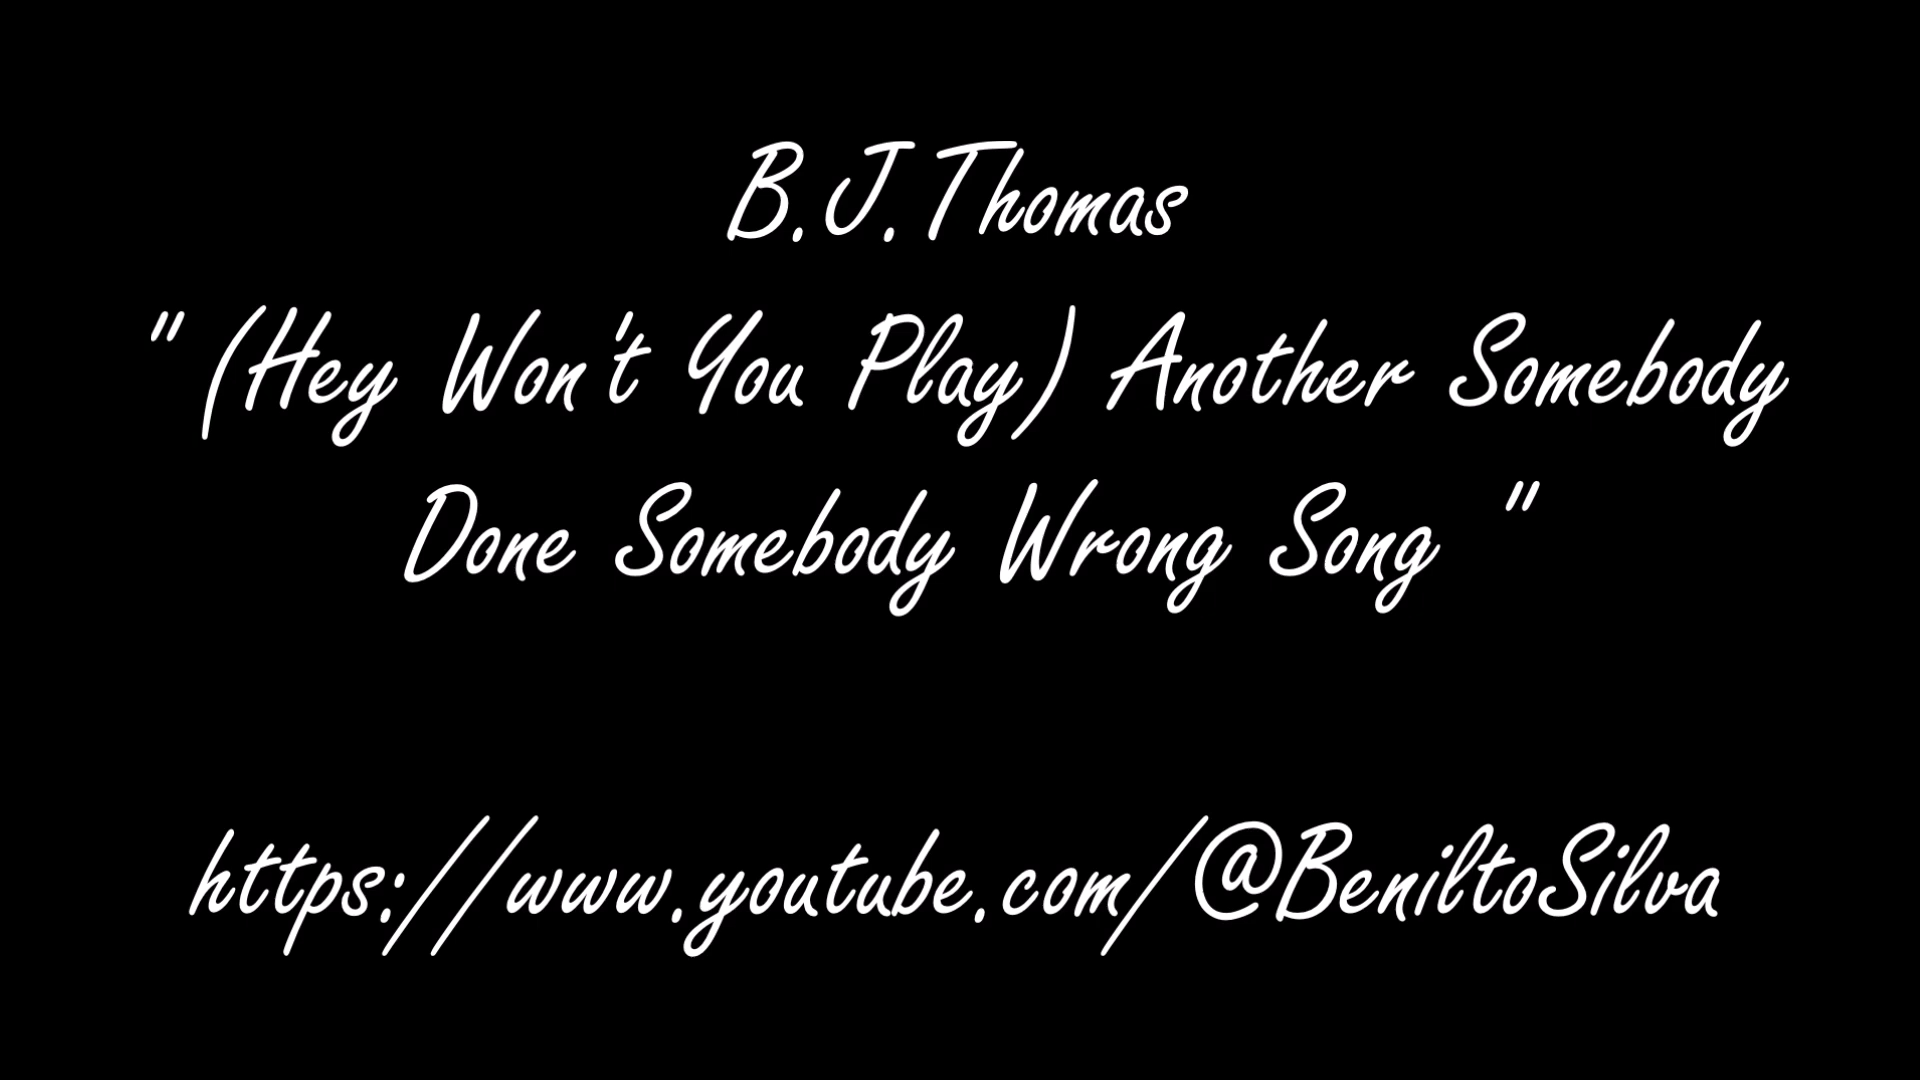 B.J.Thomas
" (Hey Won't You Play) Another Somebody
Done Somebody Wrong Song "
https://www.youtube.com/@BeniltoSilva